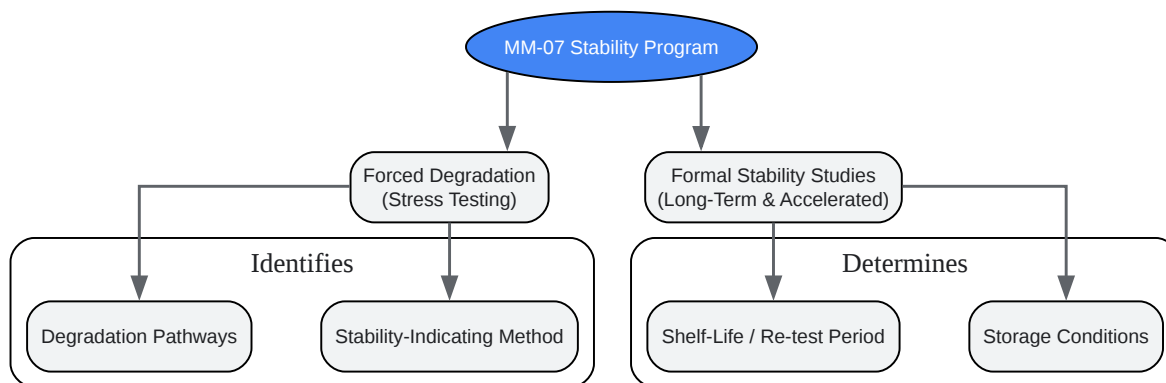 MM-07 Stability Program
Forced Degradation
(Stress Testing)
Formal Stability Studies
(Long-Term & Accelerated)
Identifies
Determines
Degradation Pathways
Stability-Indicating Method
Shelf-Life / Re-test Period
Storage Conditions